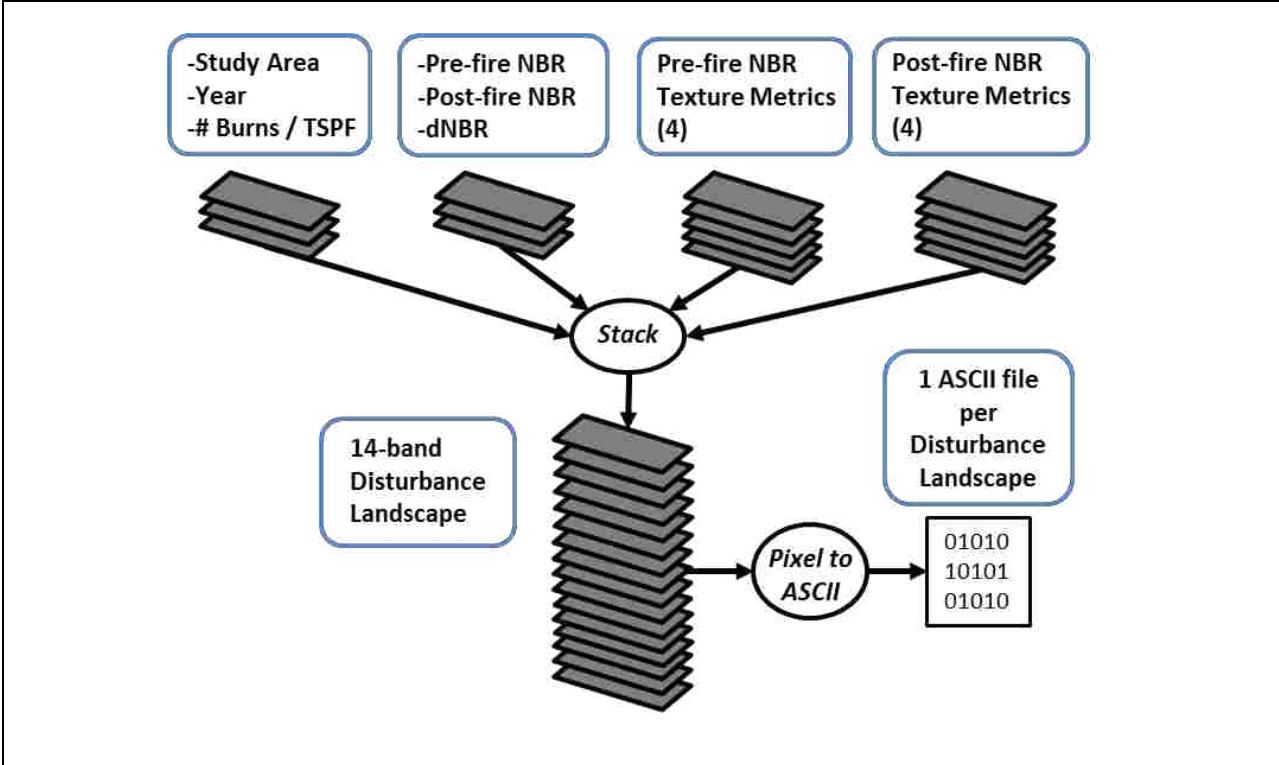 -Study Area
-Year
-# Burns / TSPF
-Pre-fire NBR
-Post-fire NBR
-dNBR
Pre-fire NBR
Texture Metrics
(4)
Post-fire NBR
Texture Metrics
(4)
Stack
14-band
Disturbance
Landscape
1 ASCII file
per
Disturbance
Landscape
Pixel to
ASCII
01010
10101
01010